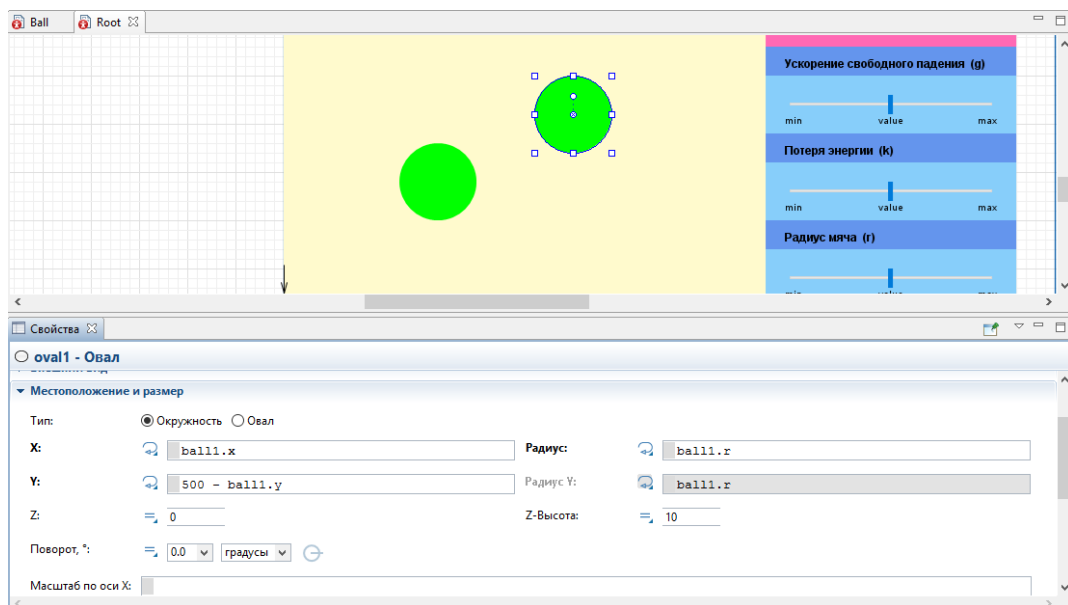 Ball Root
Ускорение свободного падения (g)
min value max
Потеря энергии (k)
min value max
Радиус мяча (r)
Свойства
oval1 - Овал
Местоположение и размер
Тип: Окружность Овал
X: ball1.x Радиус: ball1.r
Y: 500 - ball1.y Радиус Y: ball1.r
Z: 0 Z-Высота: 10
Поворот, °: 0.0 градусы
Масштаб по оси X: